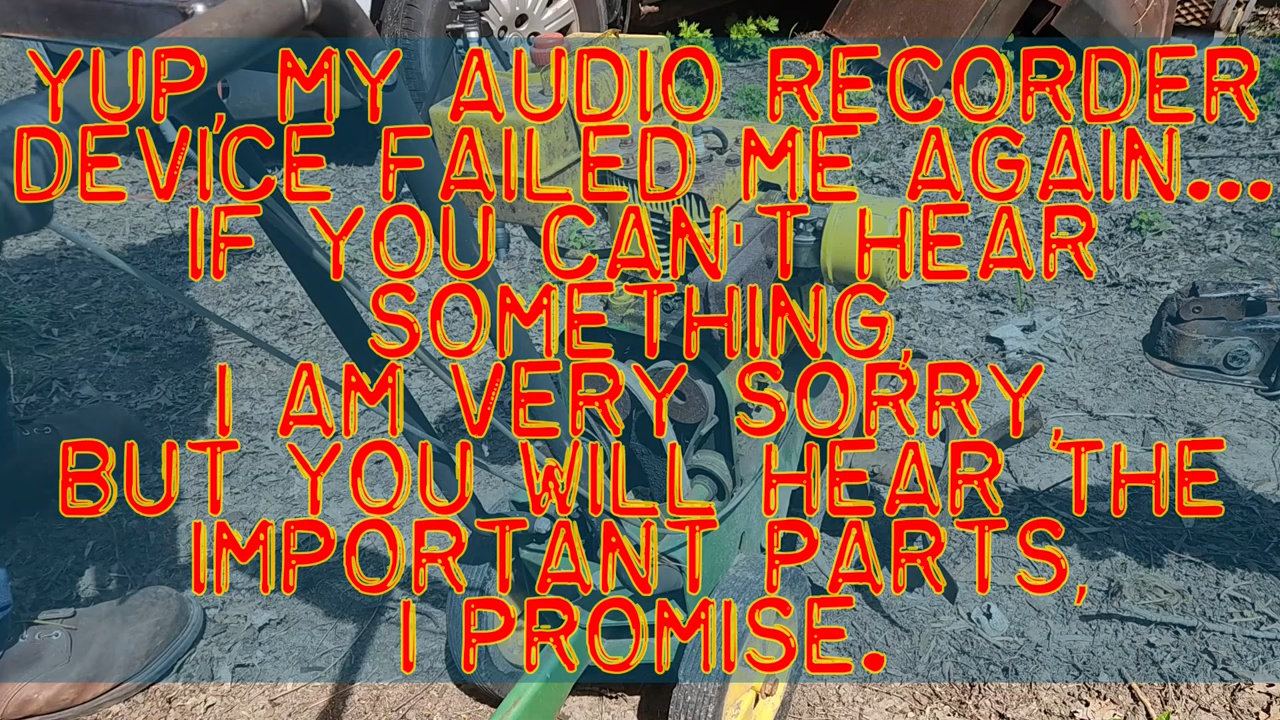 YUP, MY AUDIO RECORDER
DEVICE FAILED ME AGAIN...
IF YOU CAN'T HEAR
SOMETHING,
I AM VERY SORRY,
BUT YOU WILL HEAR THE
IMPORTANT PARTS,
I PROMISE.